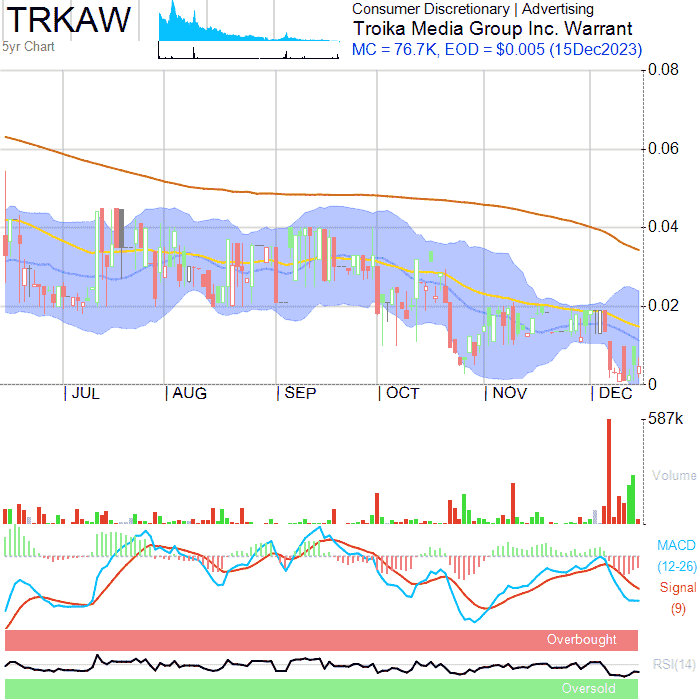 TRKAW
5yr Chart
Consumer Discretionary | Advertising
Troika Media Group Inc. Warrant
MC = 76.7K, EOD = $0.005 (15Dec2023)
0.08
0.06
0.04
0.02
0
JUL AUG SEP OCT NOV DEC
587k
Volume
MACD
(12-26)
Signal
(9)
Overbought
RSI(14)
Oversold